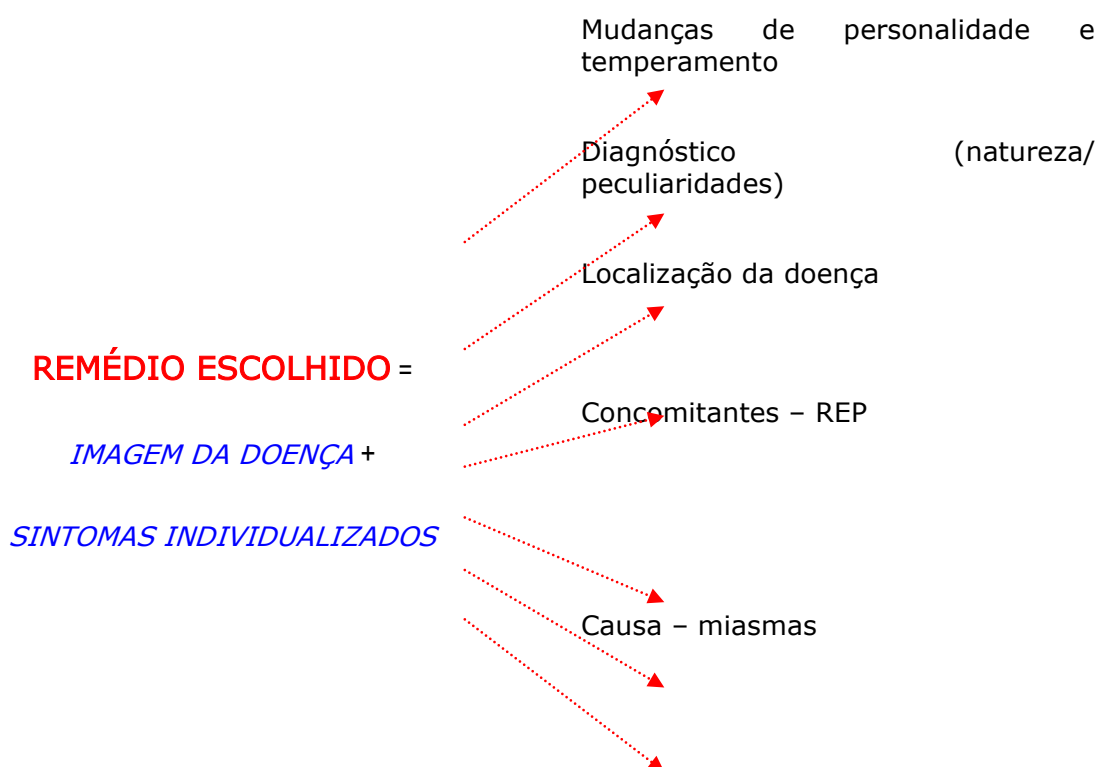 Mudanças de personalidade e
temperamento
Diagnóstico (natureza/
peculiaridades)
Localização da doença
REMÉDIO ESCOLHIDO =
Concomitantes – REP
IMAGEM DA DOENÇA +
SINTOMAS INDIVIDUALIZADOS
Causa – miasmas